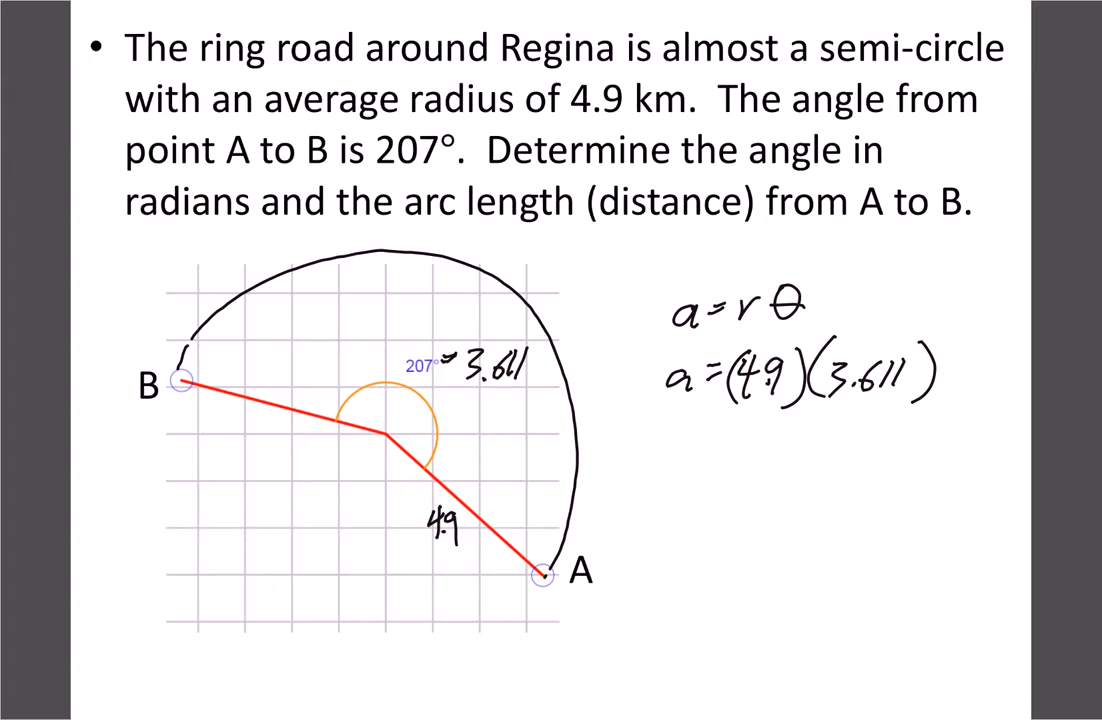 • The ring road around Regina is almost a semi-circle
with an average radius of 4.9 km. The angle from
point A to B is 207°. Determine the angle in
radians and the arc length (distance) from A to B.
a = r θ
207° = 3.611
a = (4.9)(3.611)
B
4.9
A